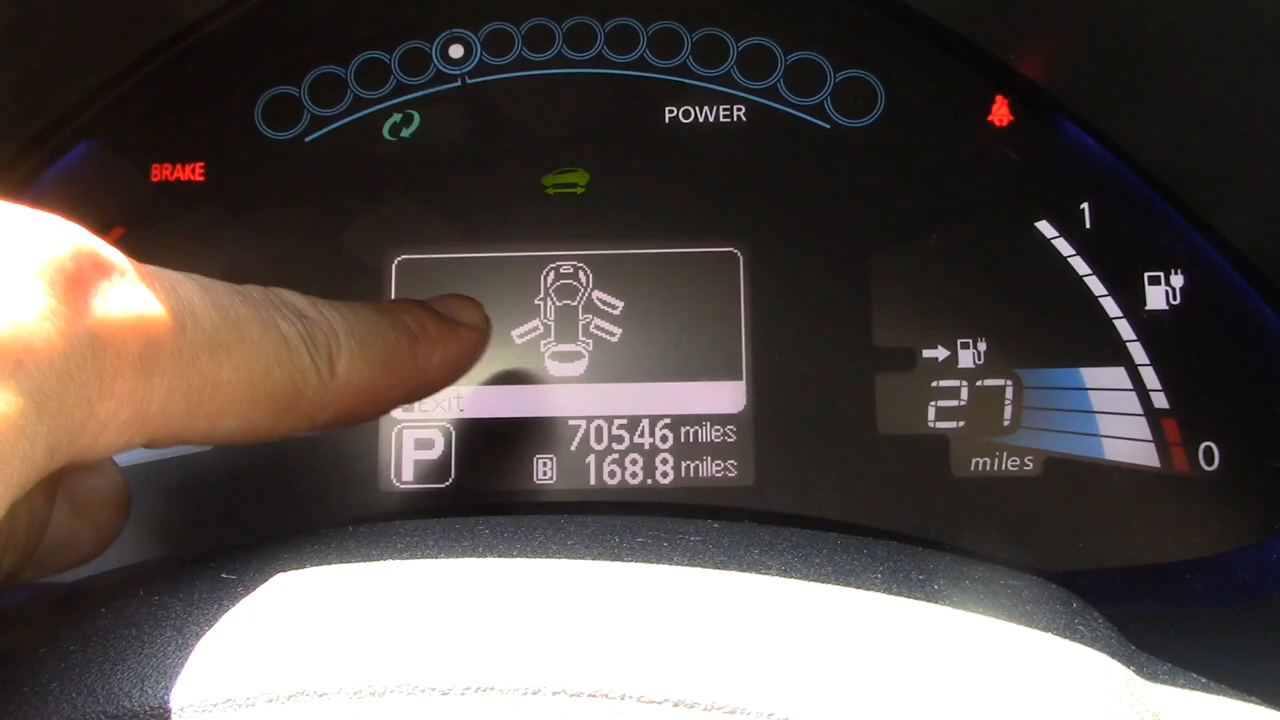 POWER
BRAKE
1
27
miles
Exit
P
70546 miles
B 168.8 miles
0